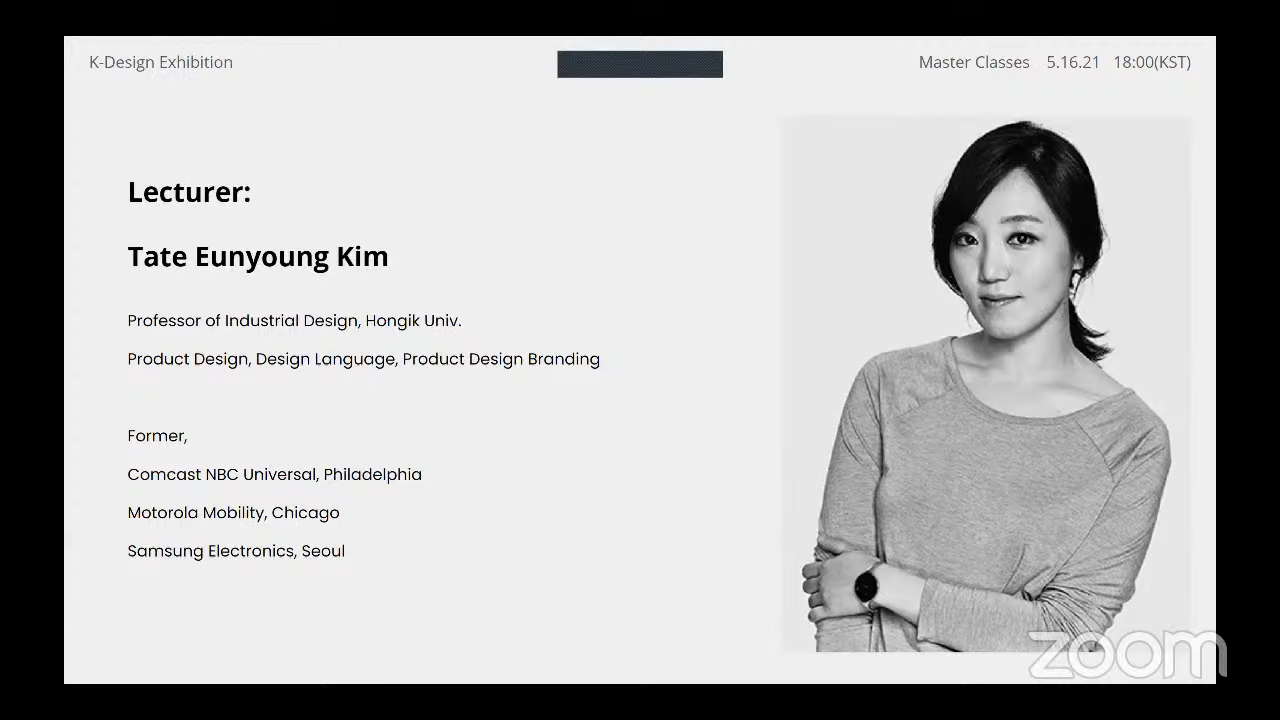 K-Design Exhibition
Master Classes 5.16.21 18:00(KST)
Lecturer:
Tate Eunyoung Kim
Professor of Industrial Design, Hongik Univ.
Product Design, Design Language, Product Design Branding
Former,
Comcast NBC Universal, Philadelphia
Motorola Mobility, Chicago
Samsung Electronics, Seoul
zoom